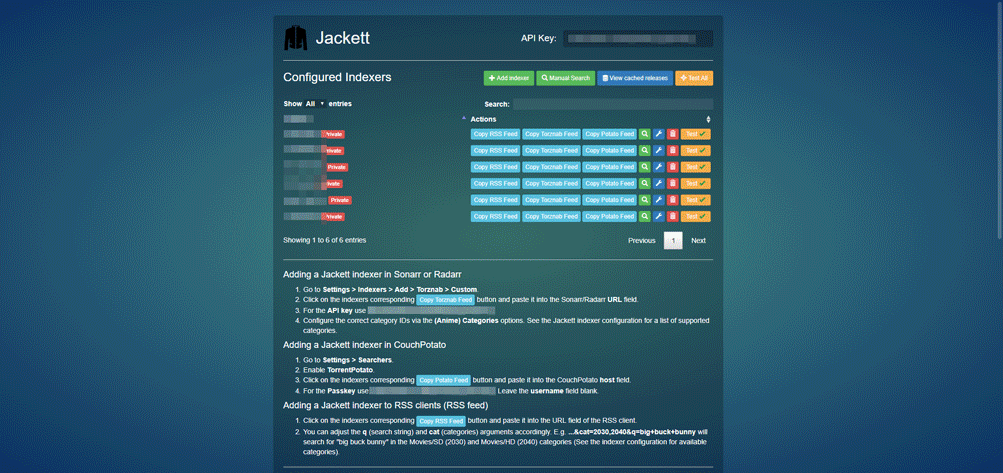 Jackett
API Key:
Configured Indexers
Add indexer Manual Search View cached releases Test All
Show All entries Search:
Actions
Private Copy RSS Feed Copy Torznab Feed Copy Potato Feed Test
Private Copy RSS Feed Copy Torznab Feed Copy Potato Feed Test
Private Copy RSS Feed Copy Torznab Feed Copy Potato Feed Test
Private Copy RSS Feed Copy Torznab Feed Copy Potato Feed Test
Private Copy RSS Feed Copy Torznab Feed Copy Potato Feed Test
Private Copy RSS Feed Copy Torznab Feed Copy Potato Feed Test
Showing 1 to 6 of 6 entries Previous 1 Next
Adding a Jackett indexer in Sonarr or Radarr
1. Go to Settings > Indexers > Add > Torznab > Custom.
2. Click on the indexers corresponding Copy Torznab Feed button and paste it into the Sonarr/Radarr URL field.
3. For the API key use
4. Configure the correct category IDs via the (Anime) Categories options. See the Jackett indexer configuration for a list of supported
categories.
Adding a Jackett indexer in CouchPotato
1. Go to Settings > Searchers.
2. Enable TorrentPotato.
3. Click on the indexers corresponding Copy Potato Feed button and paste it into the CouchPotato host field.
4. For the Passkey use Leave the username field blank.
Adding a Jackett indexer to RSS clients (RSS feed)
1. Click on the indexers corresponding Copy RSS Feed button and paste it into the URL field of the RSS client.
2. You can adjust the q (search string) and cat (categories) arguments accordingly. E.g. ...&cat=2030,2040&q=big+buck+bunny will
search for "big buck bunny" in the Movies/SD (2030) and Movies/HD (2040) categories (See the indexer configuration for available
categories).